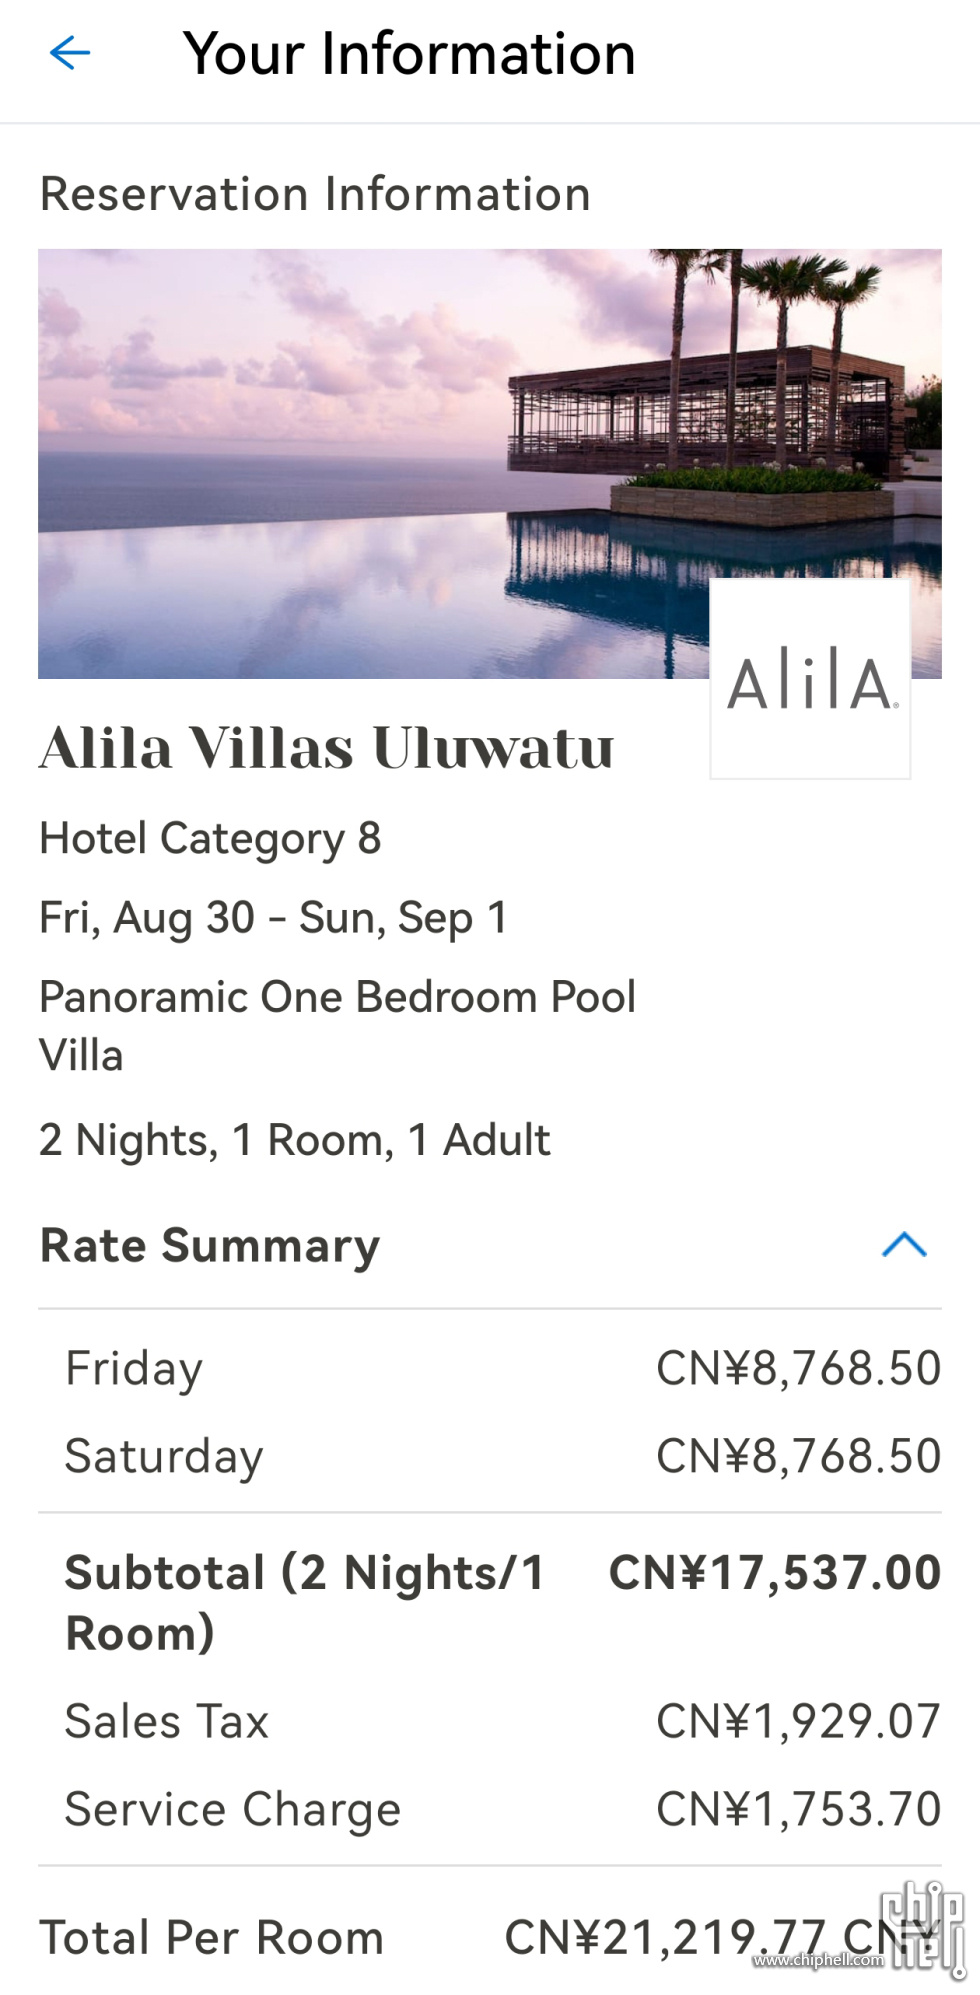 Your Information
Reservation Information
AlilA
Alila Villas Uluwatu
Hotel Category 8
Fri, Aug 30 – Sun, Sep 1
Panoramic One Bedroom Pool
Villa
2 Nights, 1 Room, 1 Adult
Rate Summary
Friday CN¥8,768.50
Saturday CN¥8,768.50
Subtotal (2 Nights/1 CN¥17,537.00
Room)
Sales Tax CN¥1,929.07
Service Charge CN¥1,753.70
Total Per Room CN¥21,219.77 CN¥
chip
hell
www.chiphell.com